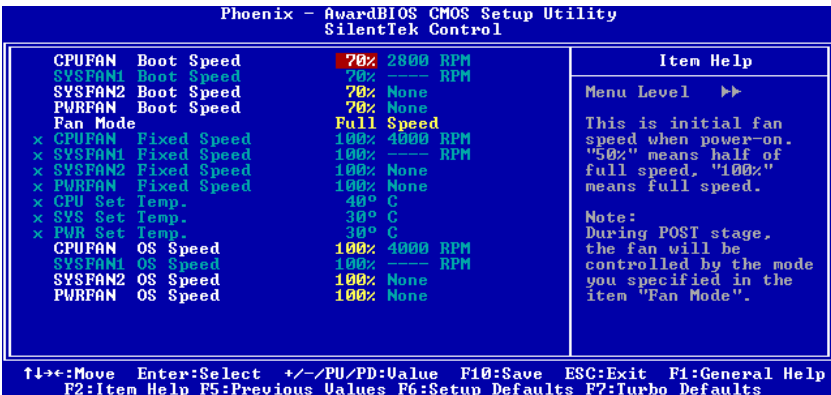 Phoenix - AwardBIOS CMOS Setup Utility
SilentTek Control
CPUFAN Boot Speed 70% 2800 RPM
SYSFAN1 Boot Speed 70% ---- RPM
SYSFAN2 Boot Speed 70% None
PWRFAN Boot Speed 70% None
Fan Mode Full Speed
x CPUFAN Fixed Speed 100% 4000 RPM
x SYSFAN1 Fixed Speed 100% ---- RPM
x SYSFAN2 Fixed Speed 100% None
x PWRFAN Fixed Speed 100% None
x CPU Set Temp. 40º C
x SYS Set Temp. 30º C
x PWR Set Temp. 30º C
CPUFAN OS Speed 100% 4000 RPM
SYSFAN1 OS Speed 100% ---- RPM
SYSFAN2 OS Speed 100% None
PWRFAN OS Speed 100% None
Item Help
Menu Level ▶▶
This is initial fan
speed when power-on.
"50%" means half of
full speed, "100%"
means full speed.
Note:
During POST stage,
the fan will be
controlled by the mode
you specified in the
item "Fan Mode".
↑↓→←:Move Enter:Select +/-/PU/PD:Value F10:Save ESC:Exit F1:General Help
F2:Item Help F5:Previous Values F6:Setup Defaults F7:Turbo Defaults